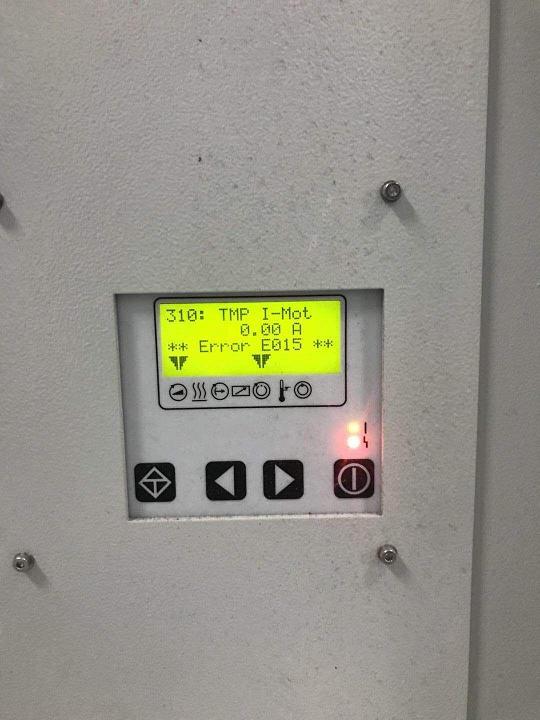 310: TMP I-Mot
0.00 A
** Error E015 **